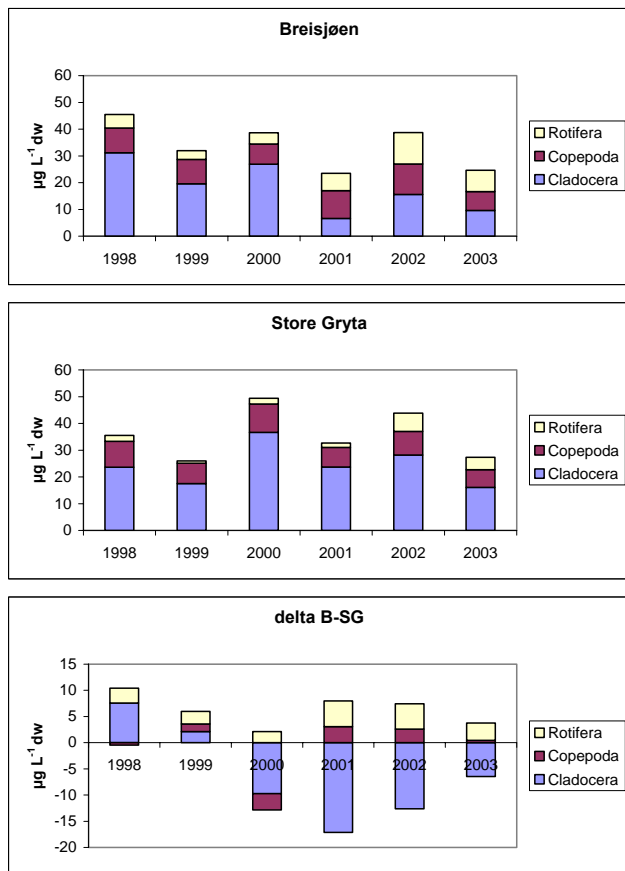 Breisjøen
µg L-1 dw
60
50
40
30
20
10
0
1998 1999 2000 2001 2002 2003
Rotifera
Copepoda
Cladocera
Store Gryta
µg L-1 dw
60
50
40
30
20
10
0
1998 1999 2000 2001 2002 2003
Rotifera
Copepoda
Cladocera
delta B-SG
µg L-1 dw
15
10
5
0
-5
-10
-15
-20
1998 1999 2000 2001 2002 2003
Rotifera
Copepoda
Cladocera